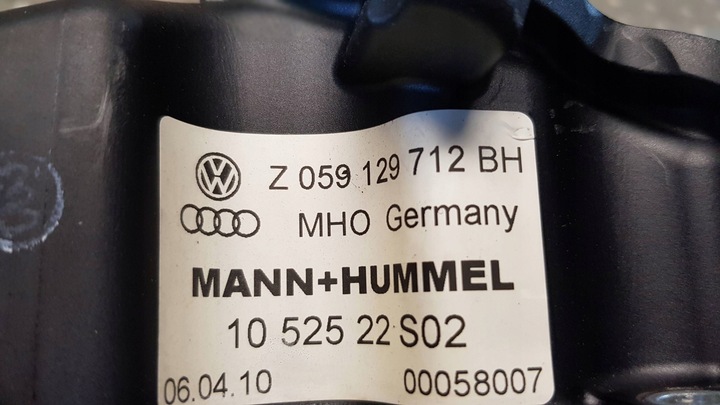 Z 059 129 712 BH
MHO Germany
MANN+HUMMEL
10 525 22 S02
06.04.10 00058007